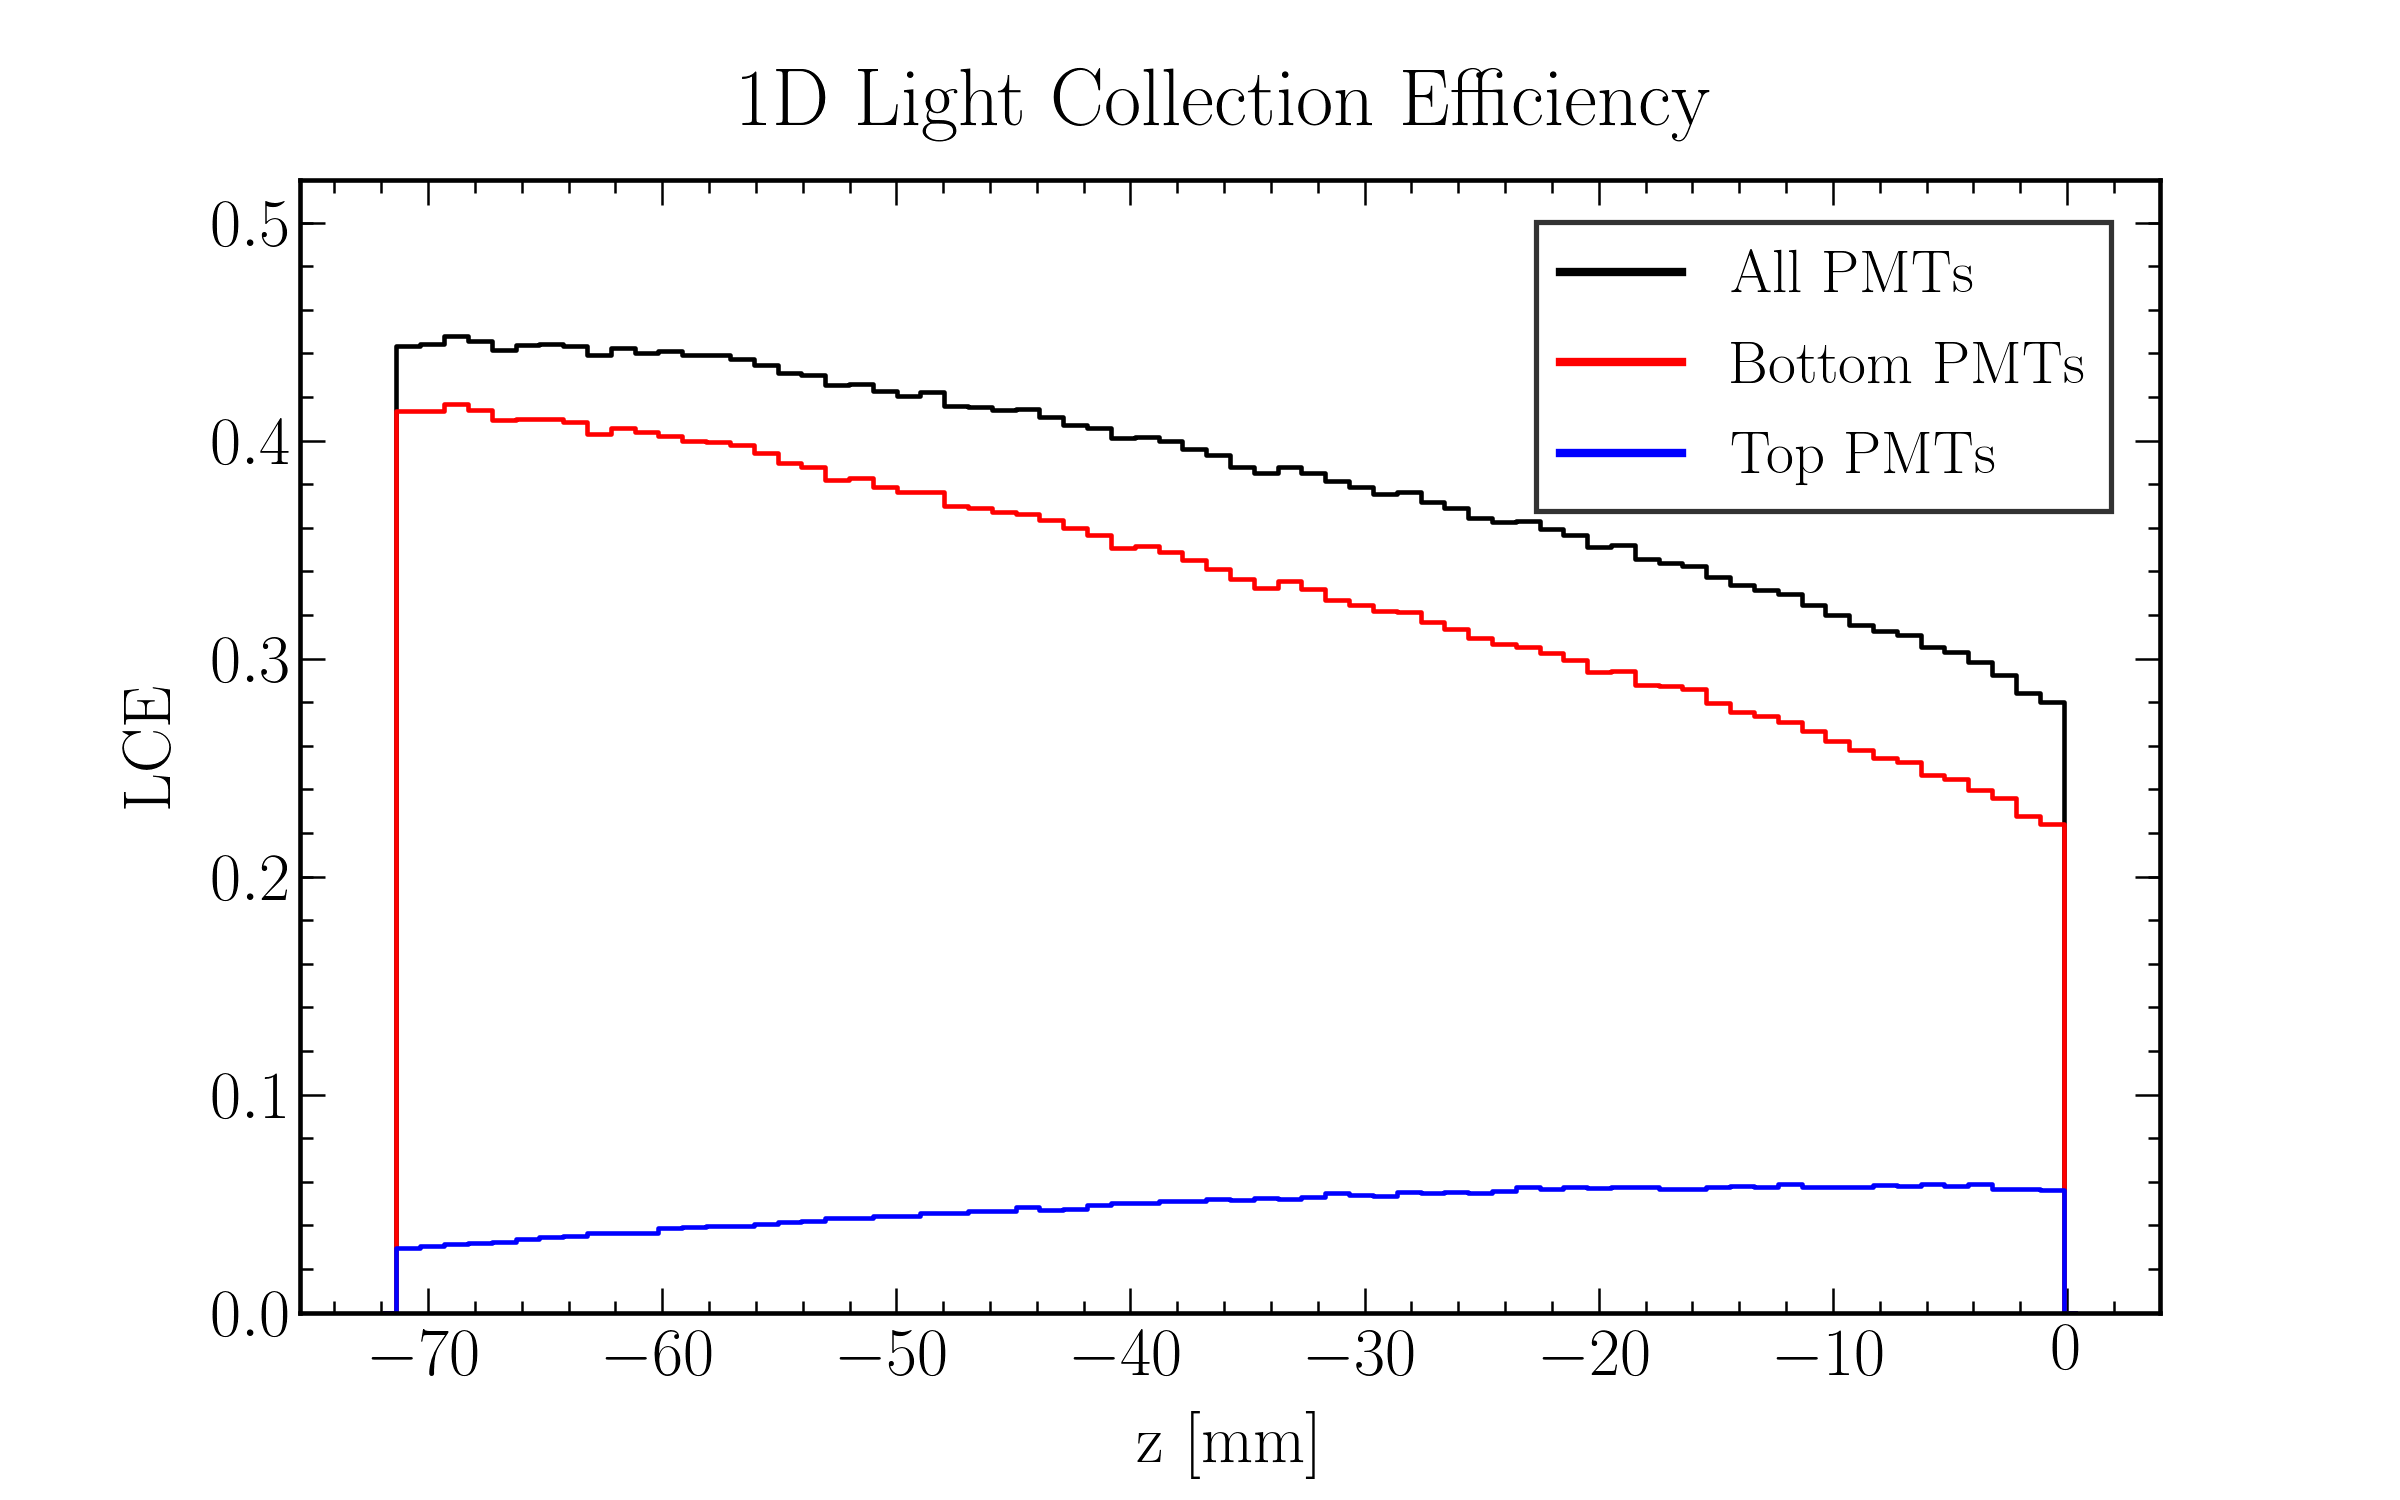 1D Light Collection Efficiency
All PMTs
Bottom PMTs
Top PMTs
LCE
0.5
0.4
0.3
0.2
0.1
0.0
−70 −60 −50 −40 −30 −20 −10 0
z [mm]